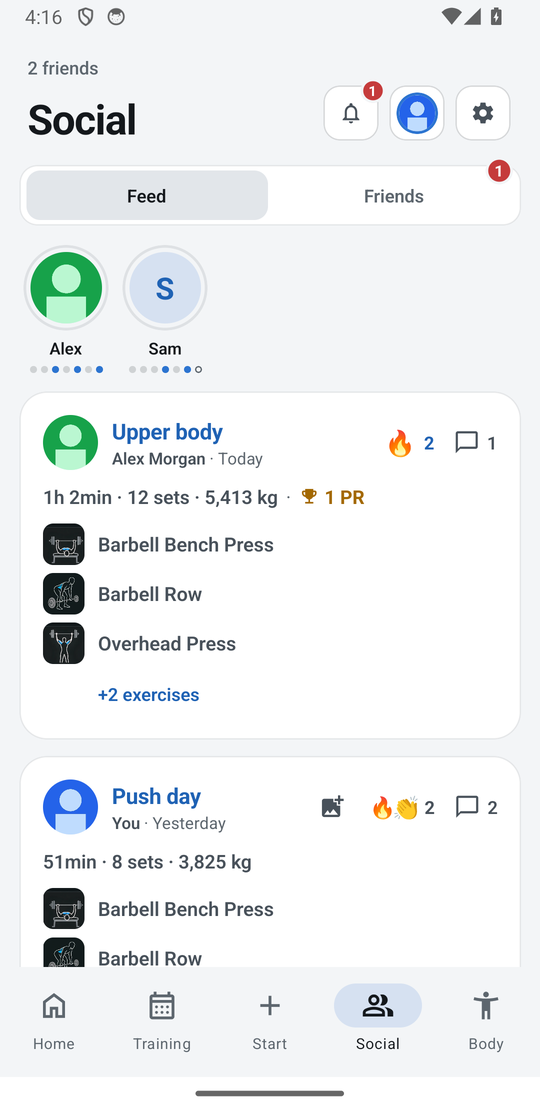 4:16
2 friends
Social
1
Feed
Friends
1
S
Alex
Sam
Upper body
🔥 2
1
Alex Morgan · Today
1h 2min · 12 sets · 5,413 kg · 🏆 1 PR
Barbell Bench Press
Barbell Row
Overhead Press
+2 exercises
Push day
🔥👏 2
2
You · Yesterday
51min · 8 sets · 3,825 kg
Barbell Bench Press
Barbell Row
Home
Training
Start
Social
Body